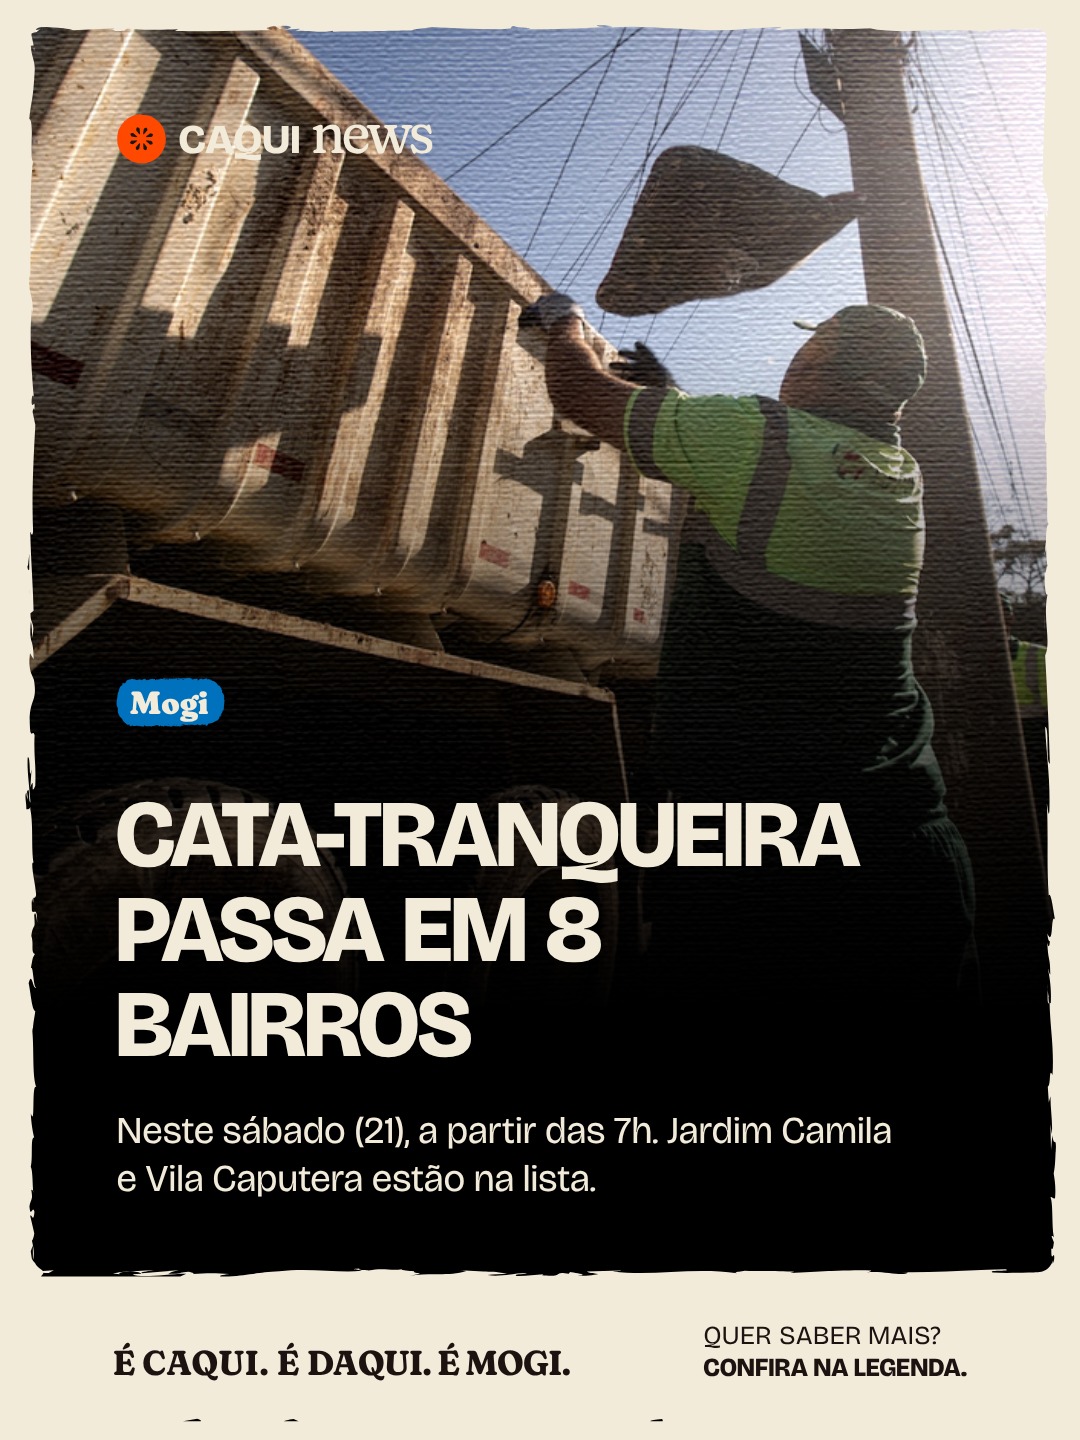 CAQUI news
Mogi
CATA-TRANQUEIRA
PASSA EM 8
BAIRROS
Neste sábado (21), a partir das 7h. Jardim Camila
e Vila Caputera estão na lista.
É CAQUI. É DAQUI. É MOGI.
QUER SABER MAIS?
CONFIRA NA LEGENDA.